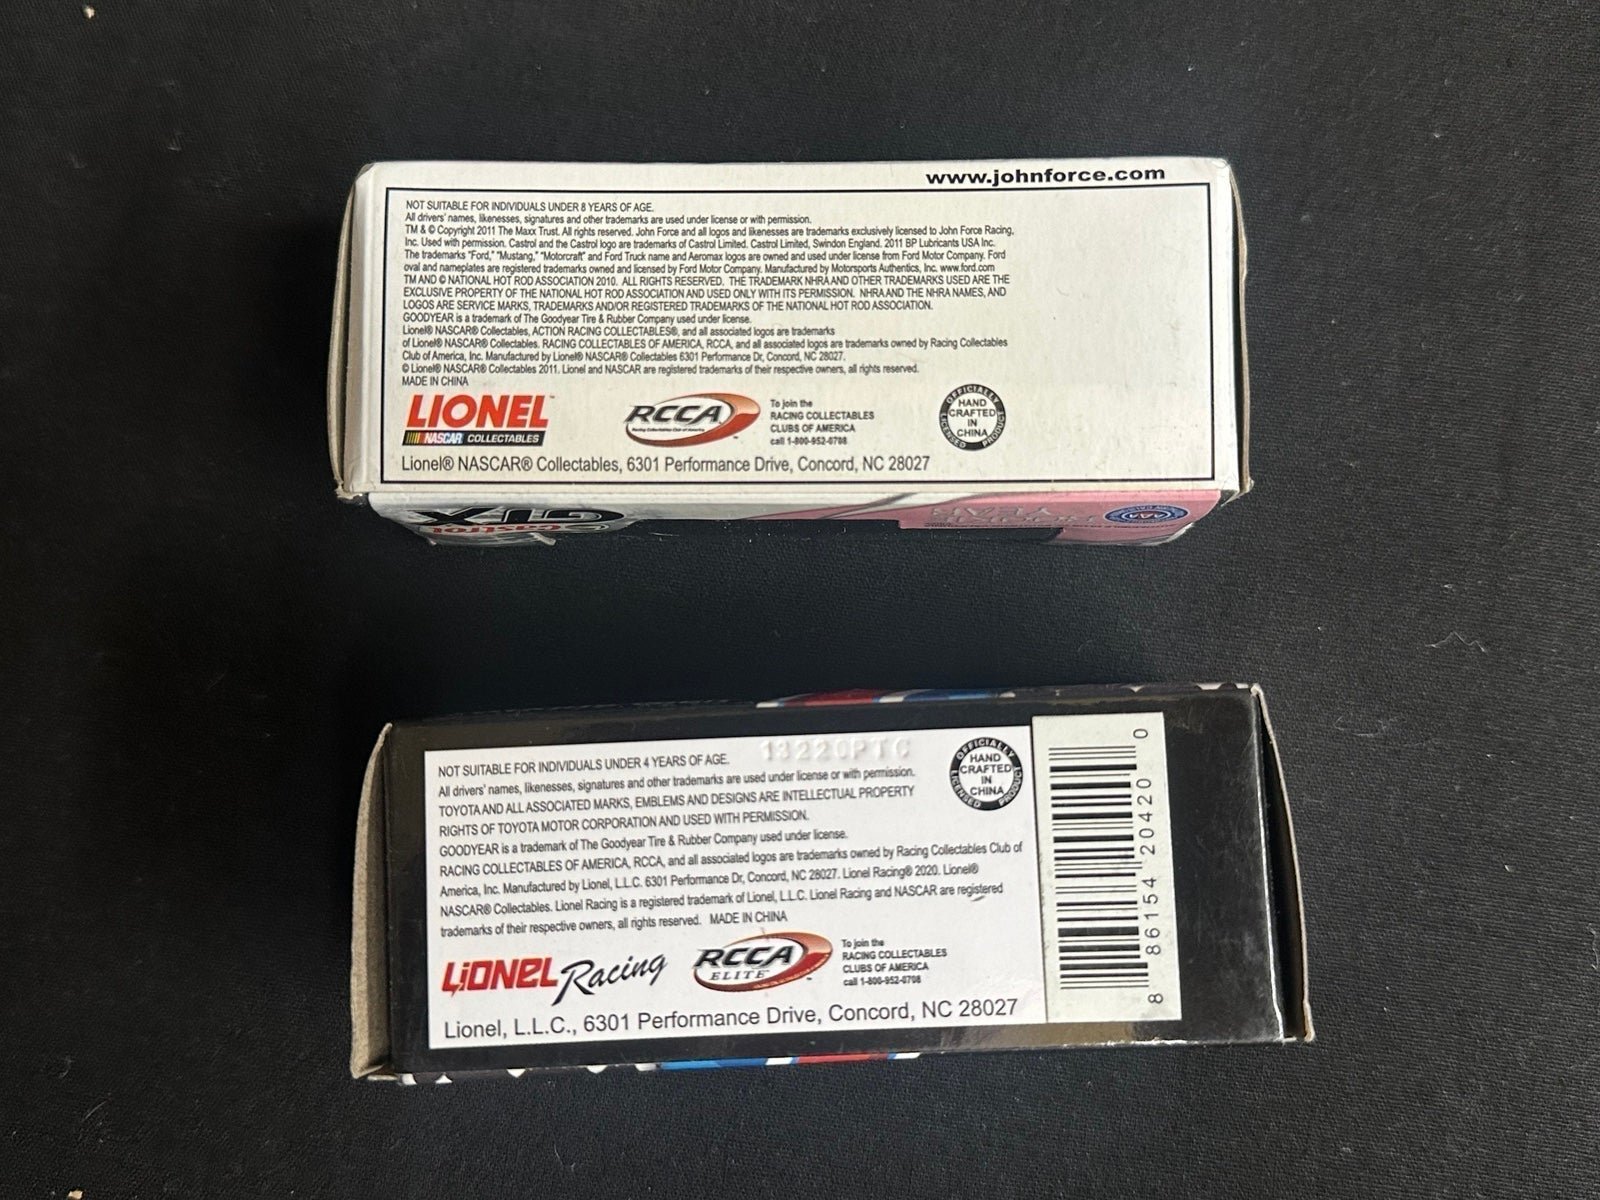 www.johnforce.com
NOT SUITABLE FOR INDIVIDUALS UNDER 8 YEARS OF AGE.
All drivers' names, likenesses, signatures and other trademarks are used under license or with permission.
TM & © Copyright 2011 The Maxx Trust. All rights reserved. John Force and all logos and likenesses are trademarks exclusively licensed to John Force Racing,
Inc. Used with permission. Castrol and the Castrol logo are trademarks of Castrol Limited. Castrol Limited, Swindon England. 2011 BP Lubricants USA Inc.
The trademarks "Ford," "Mustang," "Motorcraft" and Ford Truck name and Aeromax logos are owned and used under license from Ford Motor Company. Ford
oval and nameplates are registered trademarks owned and licensed by Ford Motor Company. Manufactured by Motorsports Authentics, Inc. www.ford.com
TM AND © NATIONAL HOT ROD ASSOCIATION 2010. ALL RIGHTS RESERVED. THE TRADEMARK NHRA AND OTHER TRADEMARKS USED ARE THE
EXCLUSIVE PROPERTY OF THE NATIONAL HOT ROD ASSOCIATION AND USED ONLY WITH ITS PERMISSION. NHRA AND THE NHRA NAMES, AND
LOGOS ARE SERVICE MARKS, TRADEMARKS AND/OR REGISTERED TRADEMARKS OF THE NATIONAL HOT ROD ASSOCIATION.
GOODYEAR is a trademark of The Goodyear Tire & Rubber Company used under license.
Lionel® NASCAR® Collectables, ACTION RACING COLLECTABLES®, and all associated logos are trademarks
of Lionel® NASCAR® Collectables. RACING COLLECTABLES OF AMERICA, RCCA, and all associated logos are trademarks owned by Racing Collectables
Club of America, Inc. Manufactured by Lionel® NASCAR® Collectables 6301 Performance Dr, Concord, NC 28027.
© Lionel® NASCAR® Collectables 2011. Lionel and NASCAR are registered trademarks of their respective owners, all rights reserved.
MADE IN CHINA
LIONEL™
NASCAR COLLECTABLES
RCCA
Racing Collectables Club of America
To join the
RACING COLLECTABLES
CLUBS OF AMERICA
call 1-800-952-0708
OFFICIALLY LICENSED PRODUCT
HAND
CRAFTED
IN
CHINA
Lionel® NASCAR® Collectables, 6301 Performance Drive, Concord, NC 28027
Castrol
GTX
YEAR
AAA
13220PTC
NOT SUITABLE FOR INDIVIDUALS UNDER 4 YEARS OF AGE.
All drivers' names, likenesses, signatures and other trademarks are used under license or with permission.
TOYOTA AND ALL ASSOCIATED MARKS, EMBLEMS AND DESIGNS ARE INTELLECTUAL PROPERTY
RIGHTS OF TOYOTA MOTOR CORPORATION AND USED WITH PERMISSION.
GOODYEAR is a trademark of The Goodyear Tire & Rubber Company used under license.
RACING COLLECTABLES OF AMERICA, RCCA, and all associated logos are trademarks owned by Racing Collectables Club of
America, Inc. Manufactured by Lionel, L.L.C. 6301 Performance Dr, Concord, NC 28027. Lionel Racing® 2020. Lionel®
NASCAR® Collectables. Lionel Racing is a registered trademark of Lionel, L.L.C. Lionel Racing and NASCAR are registered
trademarks of their respective owners, all rights reserved. MADE IN CHINA
OFFICIALLY LICENSED PRODUCT
HAND
CRAFTED
IN
CHINA
LiONEL Racing
RCCA
ELITE™
To join the
RACING COLLECTABLES
CLUBS OF AMERICA
call 1-800-952-0708
Lionel, L.L.C., 6301 Performance Drive, Concord, NC 28027
8 86154 20420 0